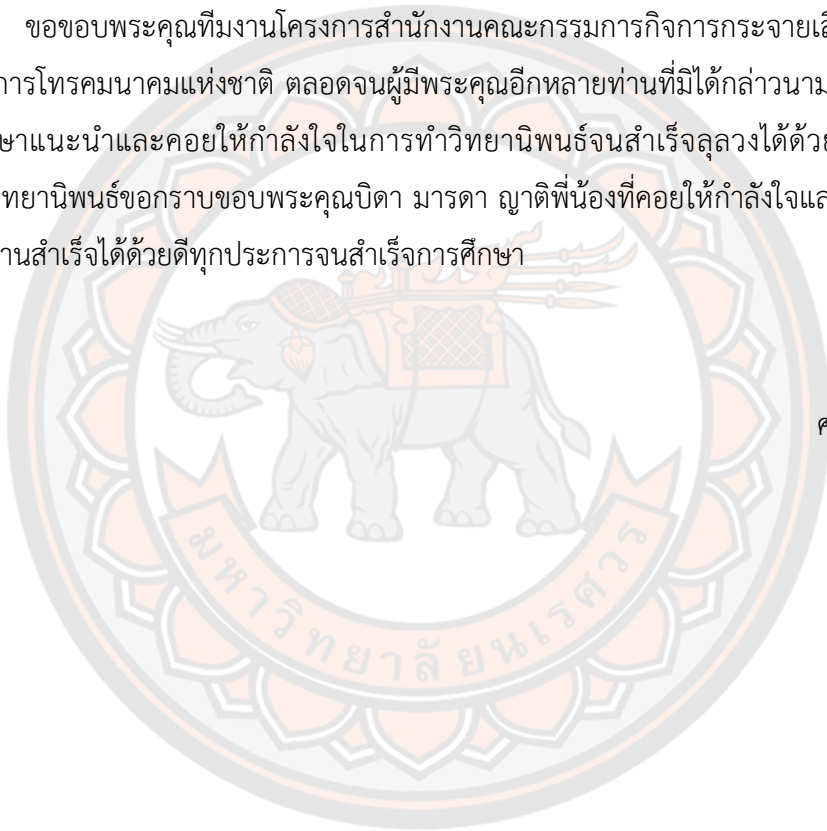 ขอขอบพระคุณทีมงานโครงการสำนักงานคณะกรรมการกิจการกระจายเสี
การโทรคมนาคมแห่งชาติ ตลอดจนผู้มีพระคุณอีกหลายท่านที่มิได้กล่าวนาม
ษาแนะนำและคอยให้กำลังใจในการทำวิทยานิพนธ์จนสำเร็จลุลวงได้ด้วย
ทยานิพนธ์ขอกราบขอบพระคุณบิดา มารดา ญาติพี่น้องที่คอยให้กำลังใจแล
านสำเร็จได้ด้วยดีทุกประการจนสำเร็จการศึกษา
ศ
มหาวิทยาลัยนเรศวร